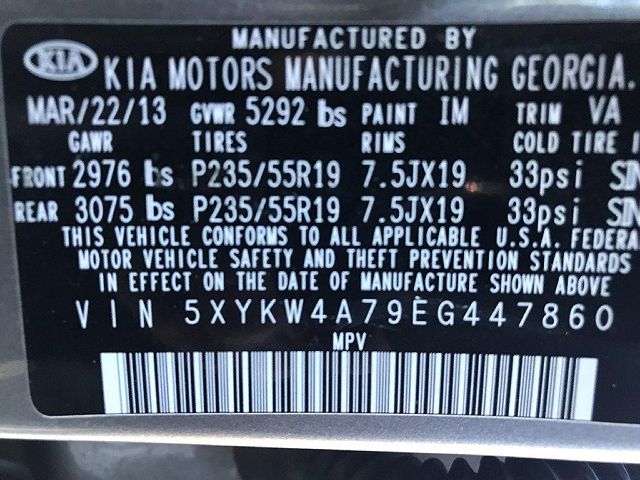 MANUFACTURED BY
KIA KIA MOTORS MANUFACTURING GEORGIA.
MAR/22/13 GVWR 5292 lbs PAINT IM TRIM VA
GAWR TIRES RIMS COLD TIRE
FRONT 2976 lbs P235/55R19 7.5JX19 33psi
REAR 3075 lbs P235/55R19 7.5JX19 33psi
THIS VEHICLE CONFORMS TO ALL APPLICABLE U.S.A. FEDERA
MOTOR VEHICLE SAFETY AND THEFT PREVENTION STANDARDS
IN EFFECT ON THE DATE OF MANUFACTURE SHOWN ABOVE
VIN 5XYKW4A79EG447860
MPV